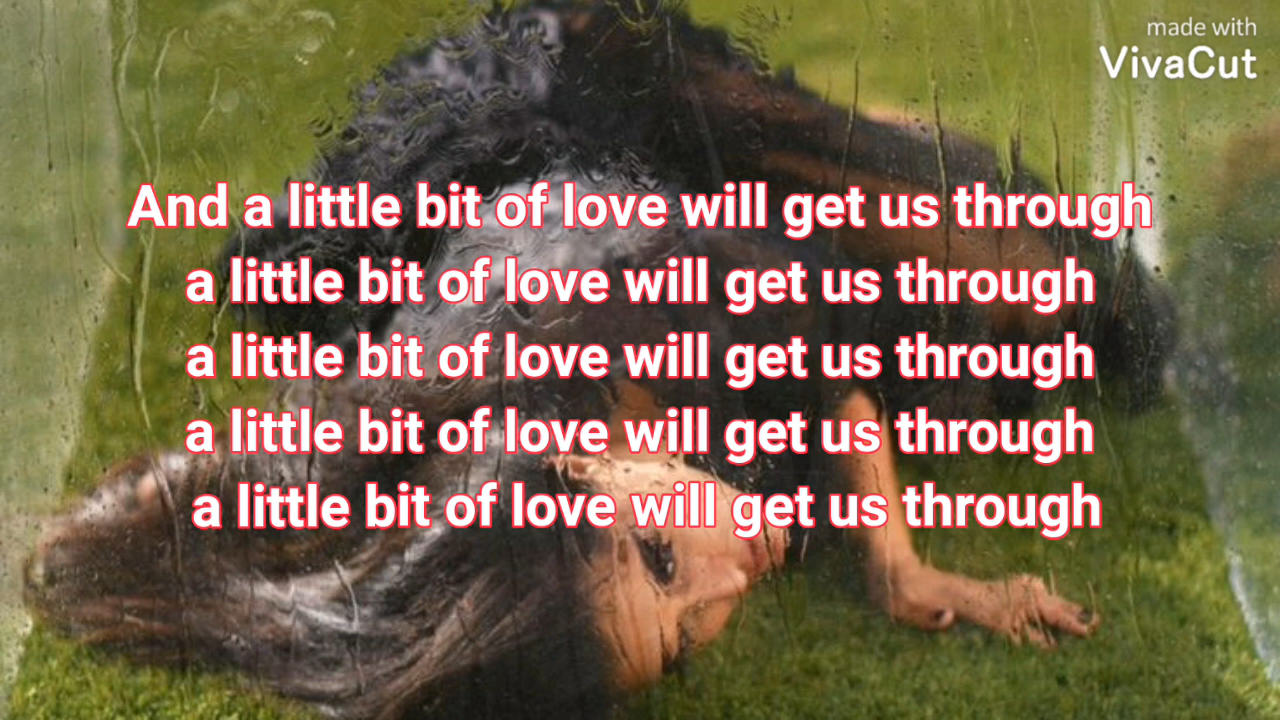 made with
VivaCut
And a little bit of love will get us through
a little bit of love will get us through
a little bit of love will get us through
a little bit of love will get us through
a little bit of love will get us through